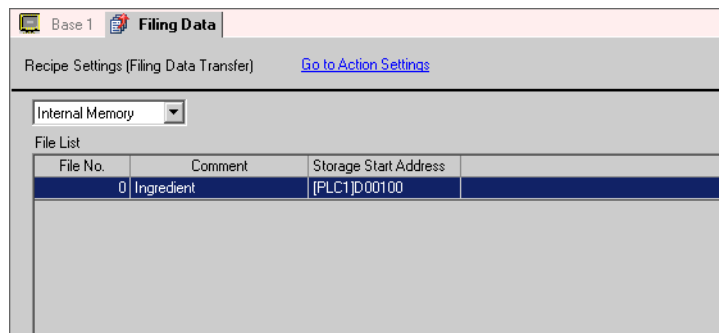 Base 1 Filing Data
Recipe Settings (Filing Data Transfer) Go to Action Settings
Internal Memory
File List
File No. Comment Storage Start Address
0 Ingredient [PLC1]D00100